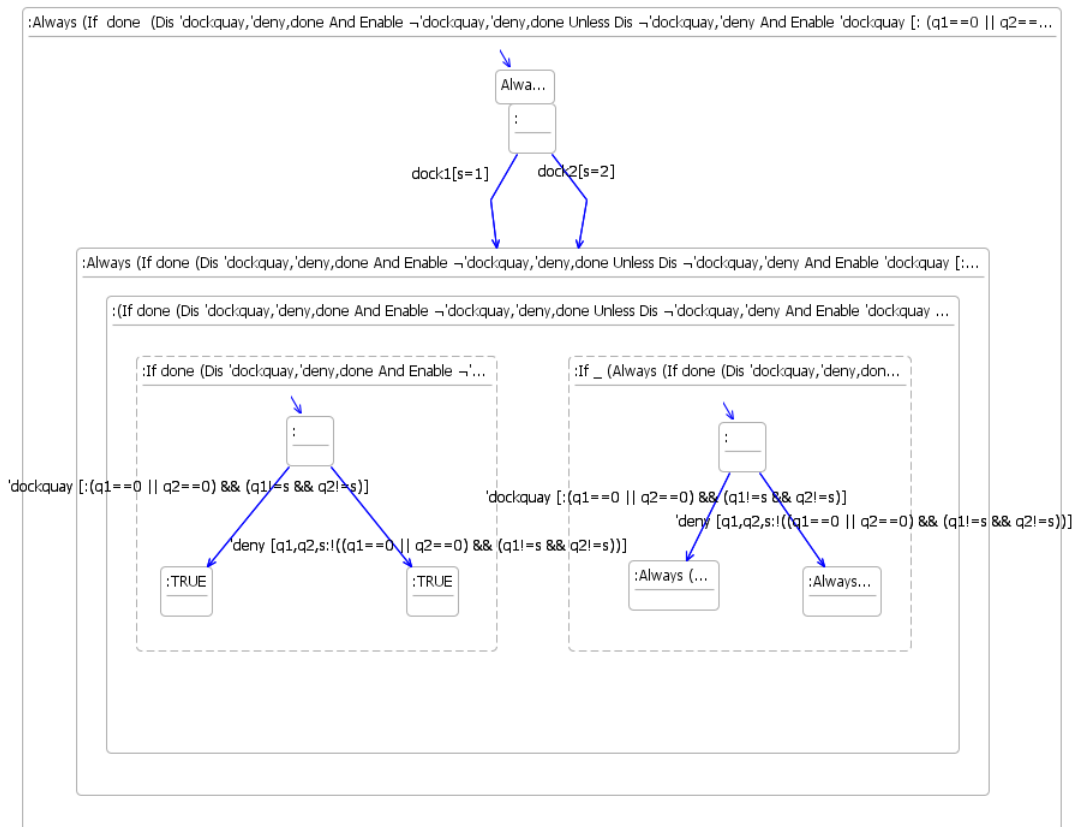 :Always (If  done  (Dis 'dockquay,'deny,done And Enable ¬'dockquay,'deny,done Unless Dis ¬'dockquay,'deny And Enable 'dockquay [: (q1==0 || q2==...
Alwa...
:
dock1[s=1]
dock2[s=2]
:Always (If done (Dis 'dockquay,'deny,done And Enable ¬'dockquay,'deny,done Unless Dis ¬'dockquay,'deny And Enable 'dockquay [:...
:(If done (Dis 'dockquay,'deny,done And Enable ¬'dockquay,'deny,done Unless Dis ¬'dockquay,'deny And Enable 'dockquay ...
:If done (Dis 'dockquay,'deny,done And Enable ¬'...
:If _ (Always (If done (Dis 'dockquay,'deny,don...
:
:
'dockquay [:(q1==0 || q2==0) && (q1!=s && q2!=s)]
'dockquay [:(q1==0 || q2==0) && (q1!=s && q2!=s)]
'deny [q1,q2,s:!((q1==0 || q2==0) && (q1!=s && q2!=s))]
'deny [q1,q2,s:!((q1==0 || q2==0) && (q1!=s && q2!=s))]
:TRUE
:TRUE
:Always (...
:Always...